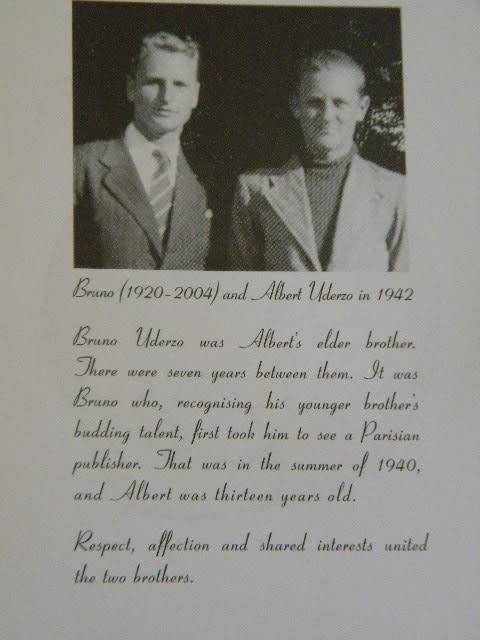 Bruno (1920-2004) and Albert Uderzo in 1942
Bruno Uderzo was Albert's elder brother.
There were seven years between them. It was
Bruno who, recognising his younger brother's
budding talent, first took him to see a Parisian
publisher. That was in the summer of 1940,
and Albert was thirteen years old.
Respect, affection and shared interests united
the two brothers.